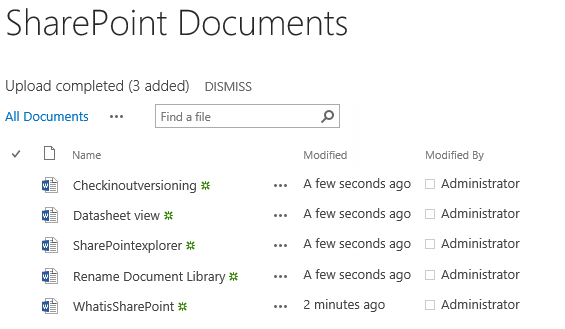 SharePoint Documents
Upload completed (3 added) DISMISS
All Documents ••• Find a file
Name Modified Modified By
Checkinoutversioning ••• A few seconds ago Administrator
Datasheet view ••• A few seconds ago Administrator
SharePointexplorer ••• A few seconds ago Administrator
Rename Document Library ••• A few seconds ago Administrator
WhatisSharePoint ••• 2 minutes ago Administrator